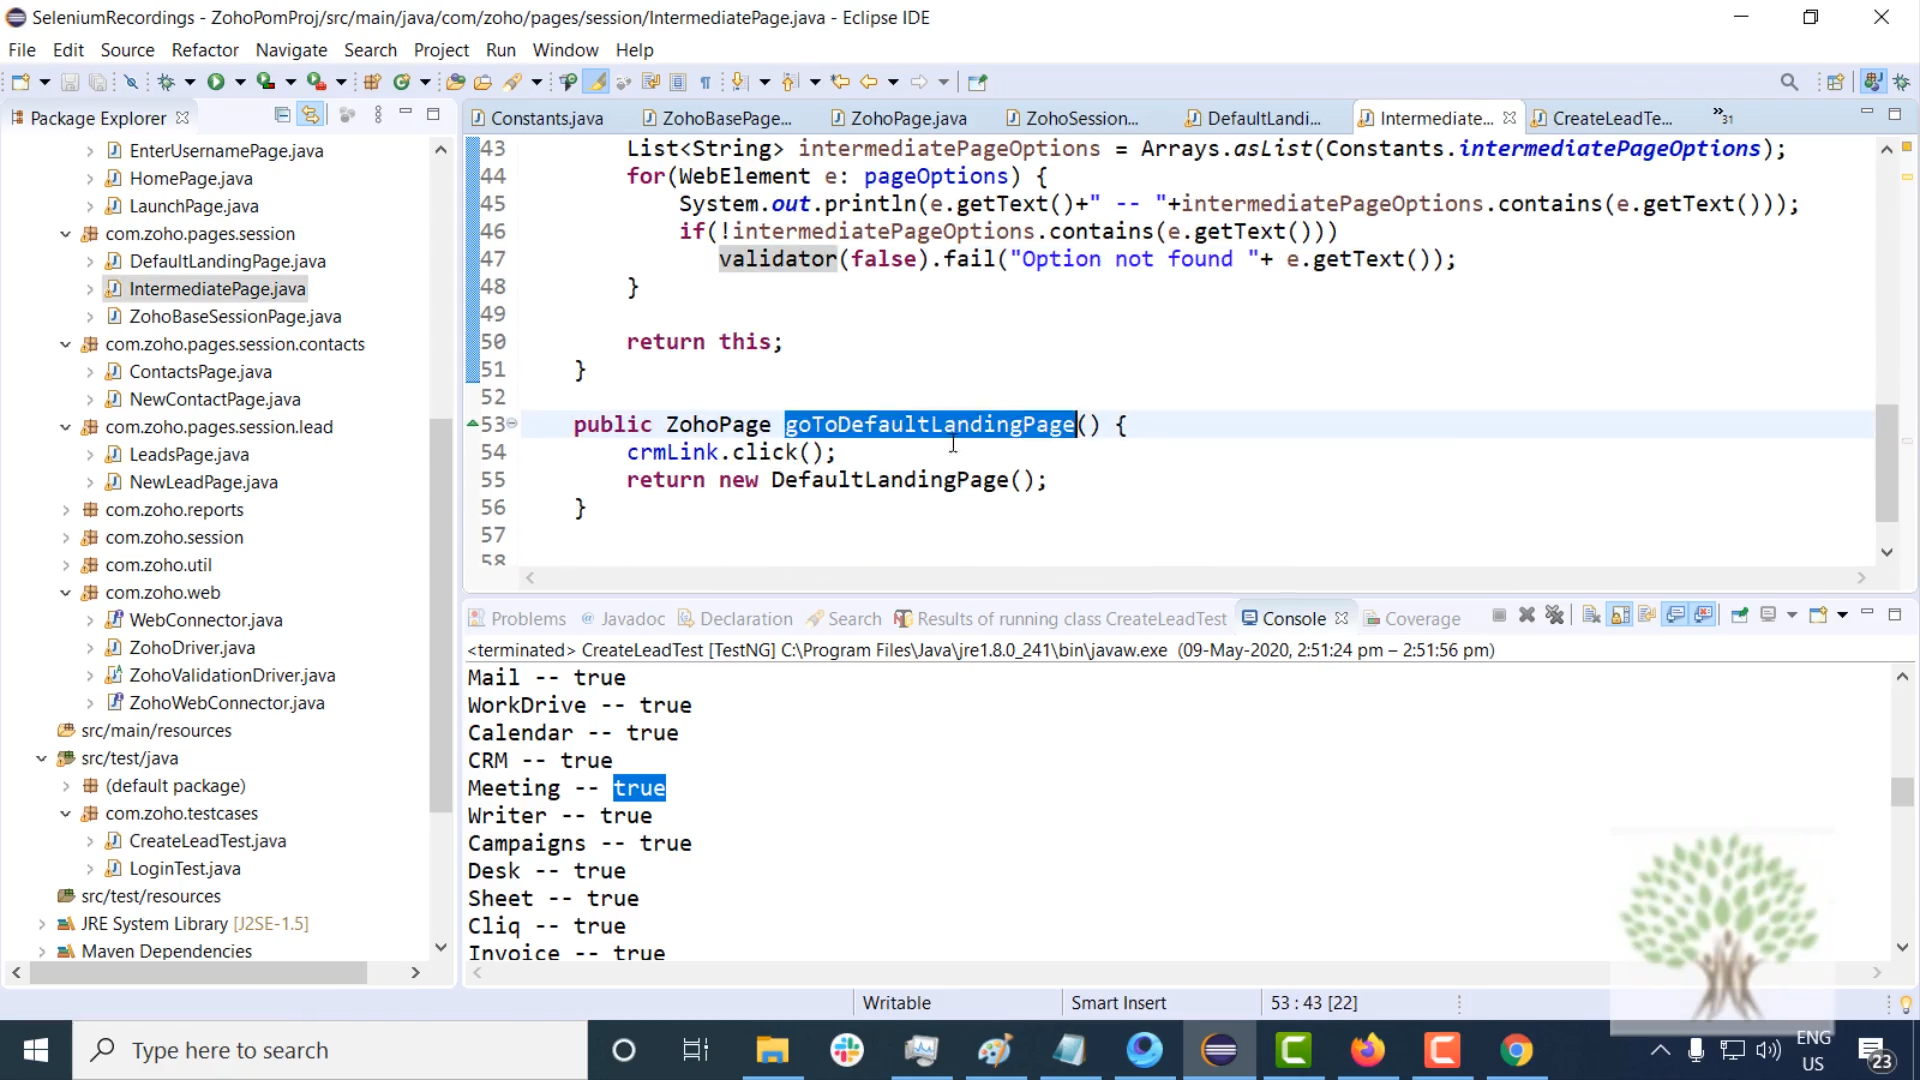 SeleniumRecordings - ZohoPomProj/src/main/java/com/zoho/pages/session/IntermediatePage.java - Eclipse IDE
File Edit Source Refactor Navigate Search Project Run Window Help
Package Explorer
Constants.java ZohoBasePage... ZohoPage.java ZohoSession... DefaultLandi... Intermediate... CreateLeadTe... »31
EnterUsernamePage.java
HomePage.java
LaunchPage.java
com.zoho.pages.session
DefaultLandingPage.java
IntermediatePage.java
ZohoBaseSessionPage.java
com.zoho.pages.session.contacts
ContactsPage.java
NewContactPage.java
com.zoho.pages.session.lead
LeadsPage.java
NewLeadPage.java
com.zoho.reports
com.zoho.session
com.zoho.util
com.zoho.web
WebConnector.java
ZohoDriver.java
ZohoValidationDriver.java
ZohoWebConnector.java
src/main/resources
src/test/java
(default package)
com.zoho.testcases
CreateLeadTest.java
LoginTest.java
src/test/resources
JRE System Library [J2SE-1.5]
Maven Dependencies
43 List<String> intermediatePageOptions = Arrays.asList(Constants.intermediatePageOptions);
44 for(WebElement e: pageOptions) {
45 System.out.println(e.getText()+" -- "+intermediatePageOptions.contains(e.getText()));
46 if(!intermediatePageOptions.contains(e.getText()))
47 validator(false).fail("Option not found "+ e.getText());
48 }
49
50 return this;
51 }
52
53 public ZohoPage goToDefaultLandingPage() {
54 crmLink.click();
55 return new DefaultLandingPage();
56 }
57
58
Problems Javadoc Declaration Search Results of running class CreateLeadTest Console Coverage
<terminated> CreateLeadTest [TestNG] C:\Program Files\Java\jre1.8.0_241\bin\javaw.exe (09-May-2020, 2:51:24 pm – 2:51:56 pm)
Mail -- true
WorkDrive -- true
Calendar -- true
CRM -- true
Meeting -- true
Writer -- true
Campaigns -- true
Desk -- true
Sheet -- true
Cliq -- true
Invoice -- true
Writable Smart Insert 53 : 43 [22]
Type here to search
ENG
US
23